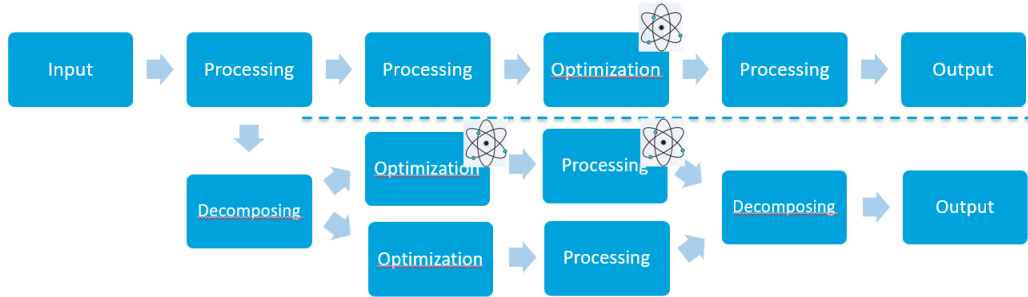 Input
Processing
Processing
Optimization
Processing
Output
Decomposing
Optimization
Processing
Optimization
Processing
Decomposing
Output